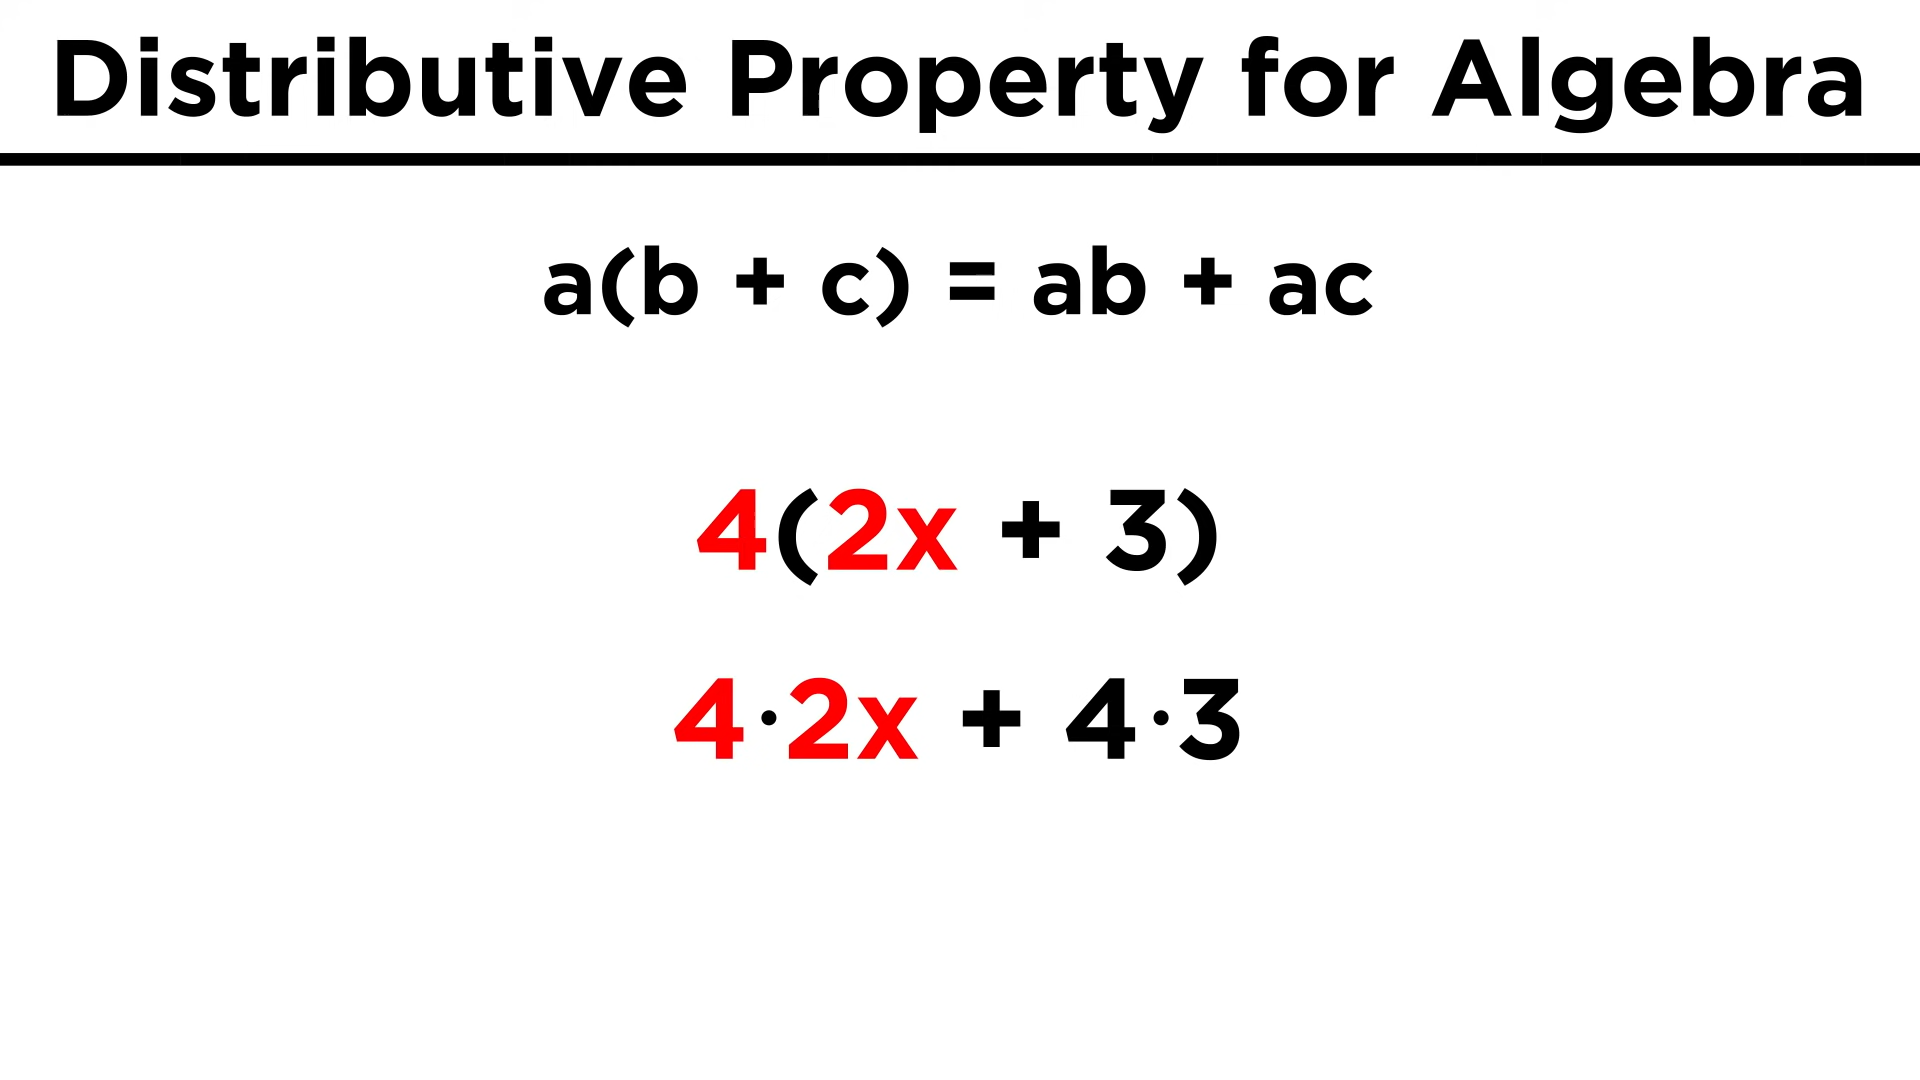 Distributive Property for Algebra
a(b + c) = ab + ac
4(2x + 3)
4·2x + 4·3